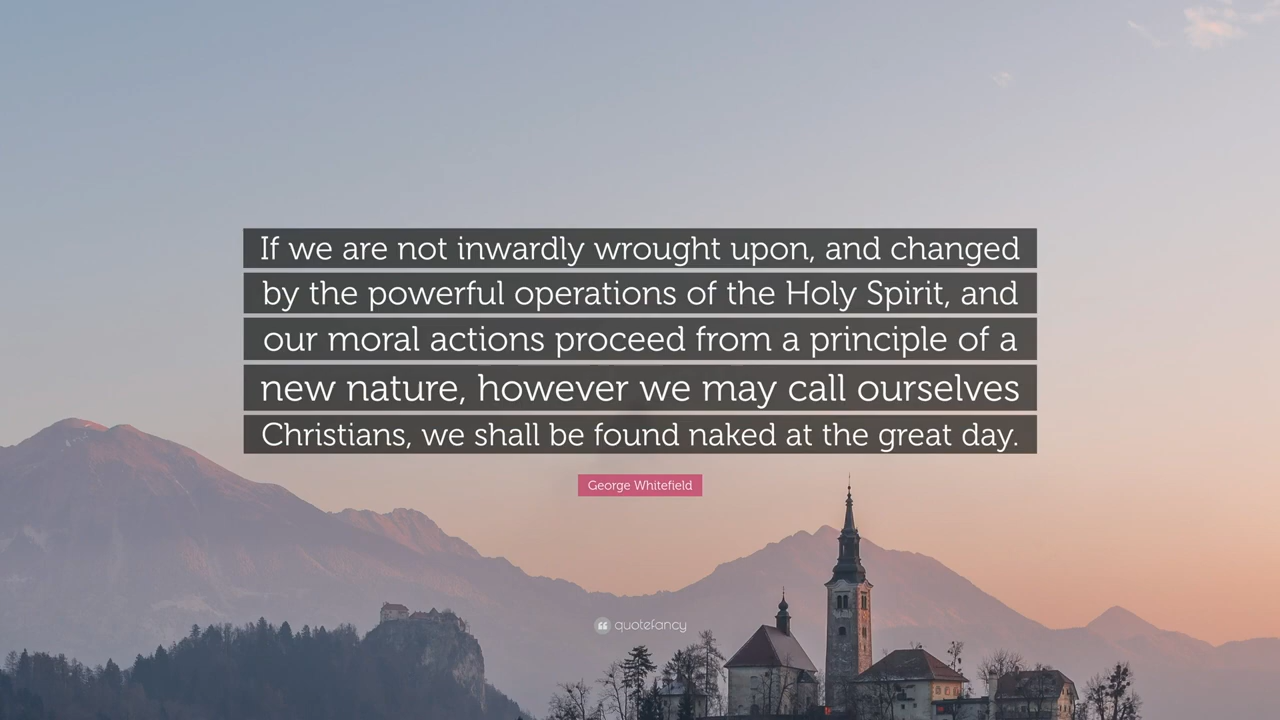 If we are not inwardly wrought upon, and changed
by the powerful operations of the Holy Spirit, and
our moral actions proceed from a principle of a
new nature, however we may call ourselves
Christians, we shall be found naked at the great day.
George Whitefield
quotefancy